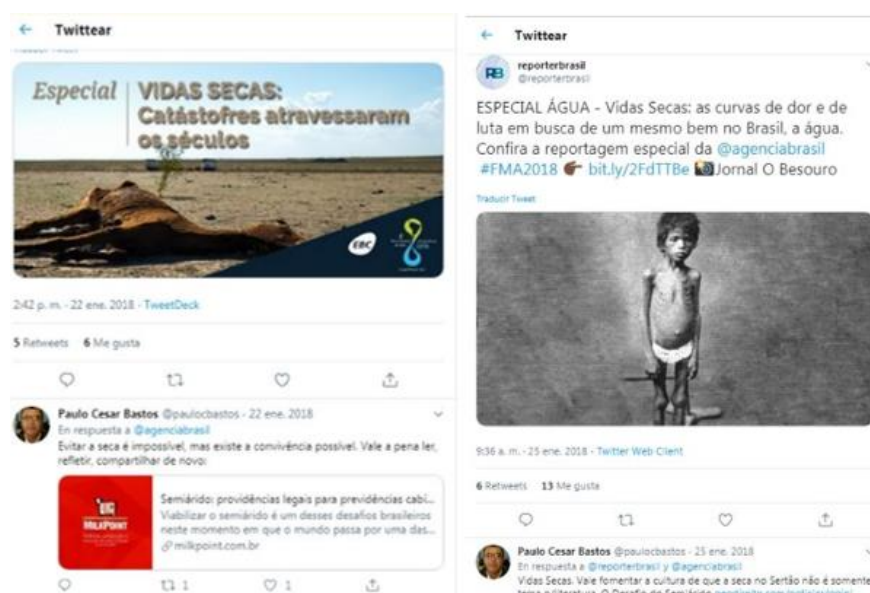 Twittear
Especial
VIDAS SECAS:
Catástofres atravessaram
os séculos
EBC
2:42 p. m. - 22 ene. 2018 - TweetDeck
5 Retweets 6 Me gusta
Paulo Cesar Bastos @paulocbastos - 22 ene. 2018
En respuesta a @agenciabrasil
Evitar a seca é impossível, mas existe a convivência possível. Vale a pena ler,
refletir, compartilhar de novo:
MILKPOINT
Semiárido: providências legais para previdências cabí...
Viabilizar o semiárido é um desses desafios brasileiros
neste momento em que o mundo passa por uma das...
milkpoint.com.br
1 1
Twittear
RB
reporterbrasil
@reporterbrasil
ESPECIAL ÁGUA - Vidas Secas: as curvas de dor e de
luta em busca de um mesmo bem no Brasil, a água.
Confira a reportagem especial da @agenciabrasil
#FMA2018 bit.ly/2FdTTBe Jornal O Besouro
Traducir Tweet
9:36 a. m. - 25 ene. 2018 - Twitter Web Client
6 Retweets 13 Me gusta
Paulo Cesar Bastos @paulocbastos - 25 ene. 2018
En respuesta a @reporterbrasil y @agenciabrasil
Vidas Secas. Vale fomentar a cultura de que a seca no Sertão não é somente